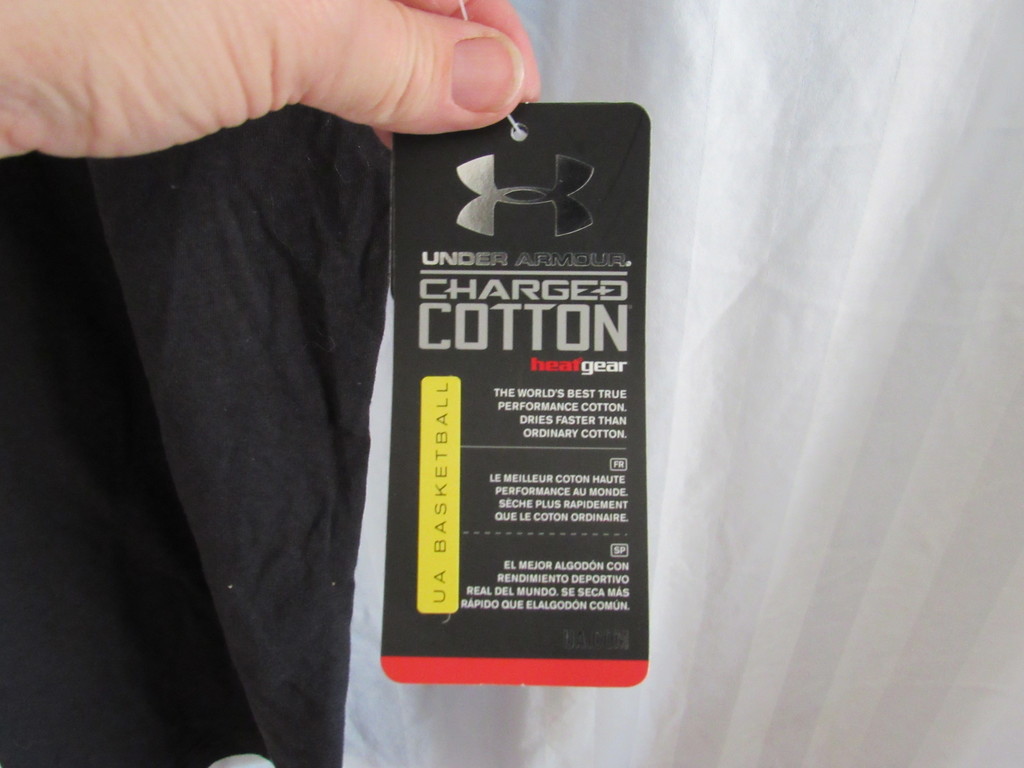 UNDER ARMOUR.
CHARGED
COTTON
heatgear
UA BASKETBALL
THE WORLD'S BEST TRUE
PERFORMANCE COTTON.
DRIES FASTER THAN
ORDINARY COTTON.
FR
LE MEILLEUR COTON HAUTE
PERFORMANCE AU MONDE.
SÈCHE PLUS RAPIDEMENT
QUE LE COTON ORDINAIRE.
SP
EL MEJOR ALGODÓN CON
RENDIMIENTO DEPORTIVO
REAL DEL MUNDO. SE SECA MÁS
RÁPIDO QUE ELALGODÓN COMÚN.